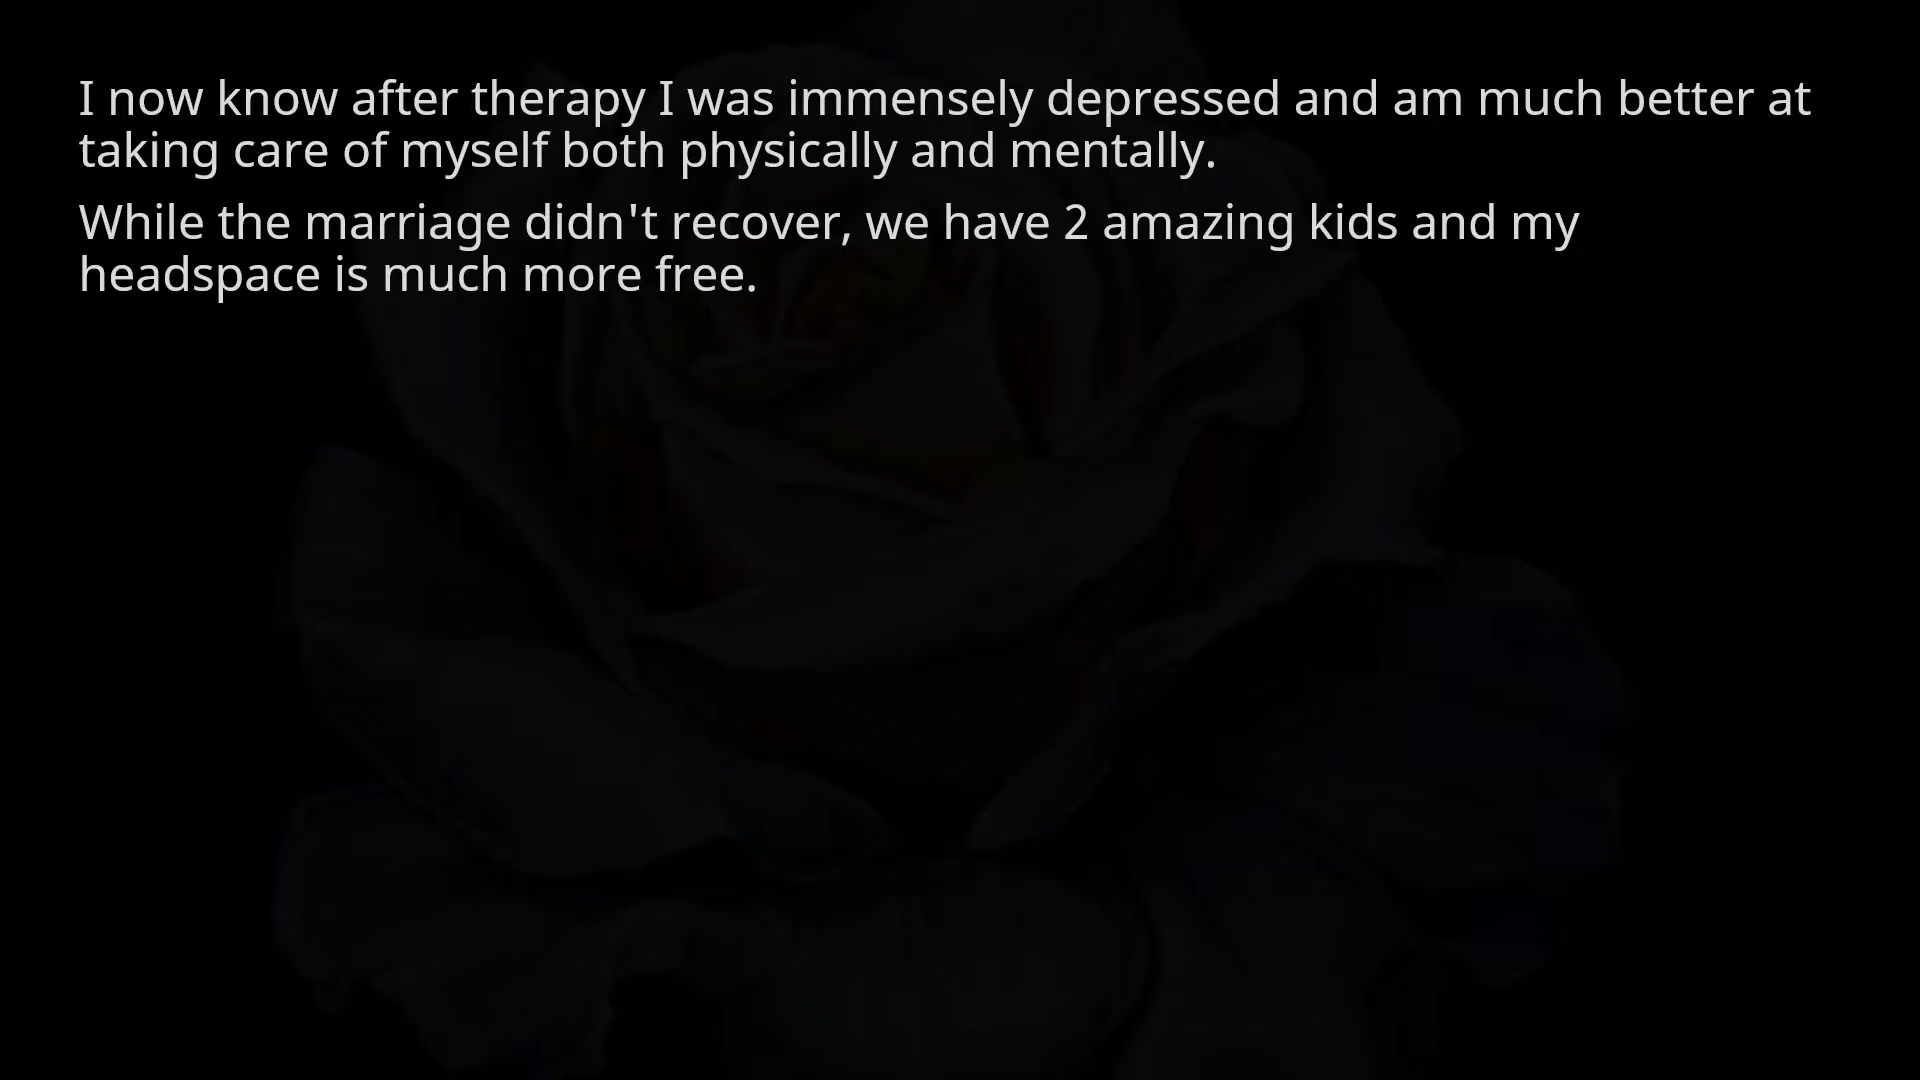 I now know after therapy I was immensely depressed and am much better at
taking care of myself both physically and mentally.
While the marriage didn't recover, we have 2 amazing kids and my
headspace is much more free.